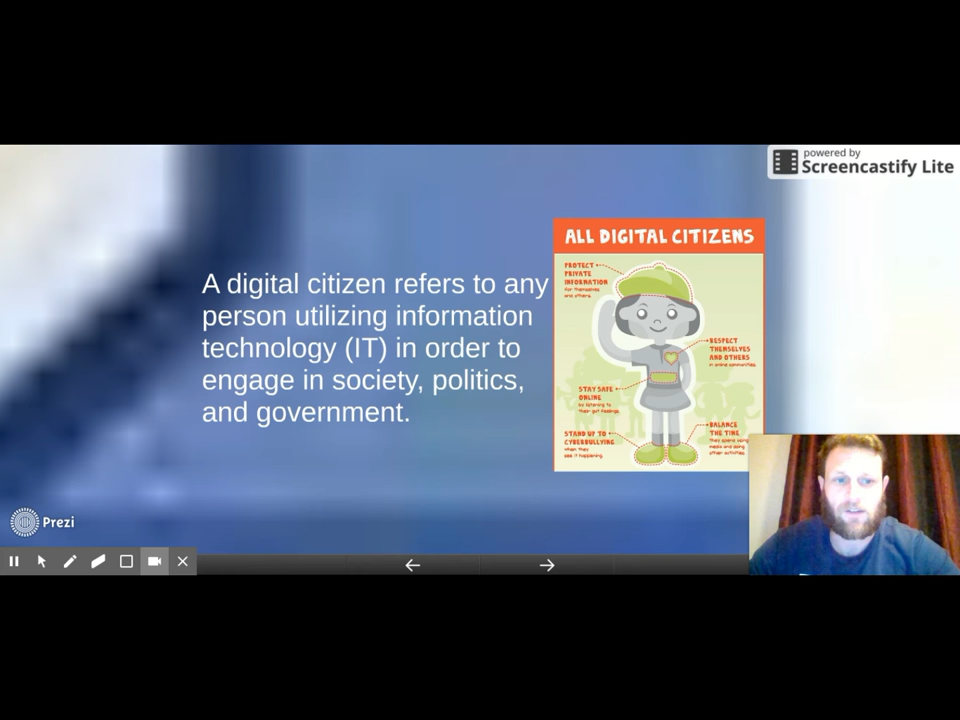 powered by
Screencastify Lite
A digital citizen refers to any
person utilizing information
technology (IT) in order to
engage in society, politics,
and government.
ALL DIGITAL CITIZENS
PROTECT
PRIVATE
INFORMATION
for themselves
and others.
RESPECT
THEMSELVES
AND OTHERS
in online communities.
STAY SAFE
ONLINE
by listening to
their gut feelings.
STAND UP TO
CYBERBULLYING
when they
see it happening.
BALANCE
THE TIME
they spend using
media and doing
other activities.
Prezi